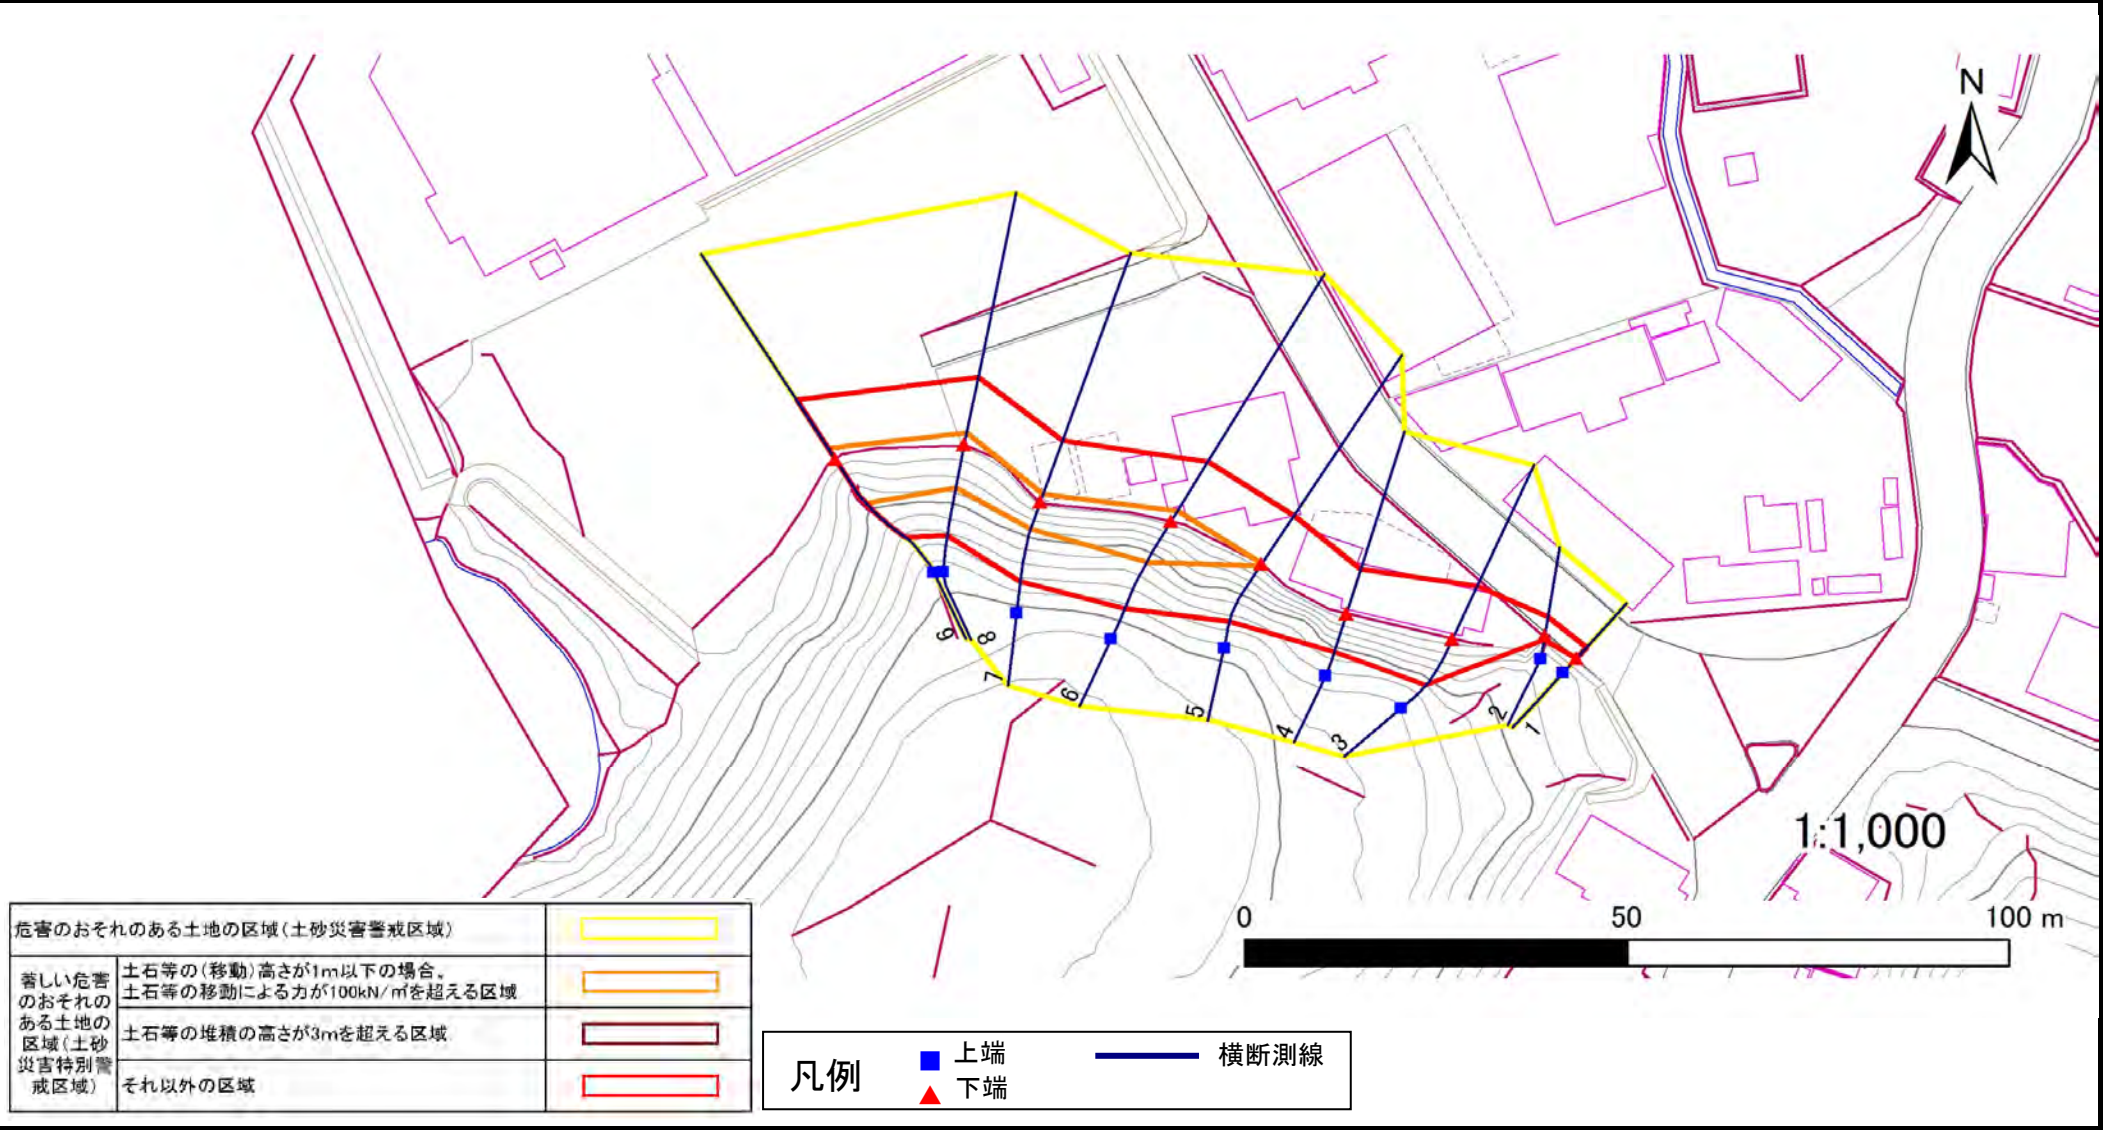 N
9
8
7
6
5
4
3
2
1
1:1,000
0 50 100 m
危害のおそれのある土地の区域(土砂災害警戒区域)
著しい危害
のおそれの
ある土地の
区域(土砂
災害特別警
戒区域)
土石等の(移動)高さが1m以下の場合、
土石等の移動による力が100kN/㎡を超える区域
土石等の堆積の高さが3mを超える区域
それ以外の区域
凡例
上端
下端
横断測線